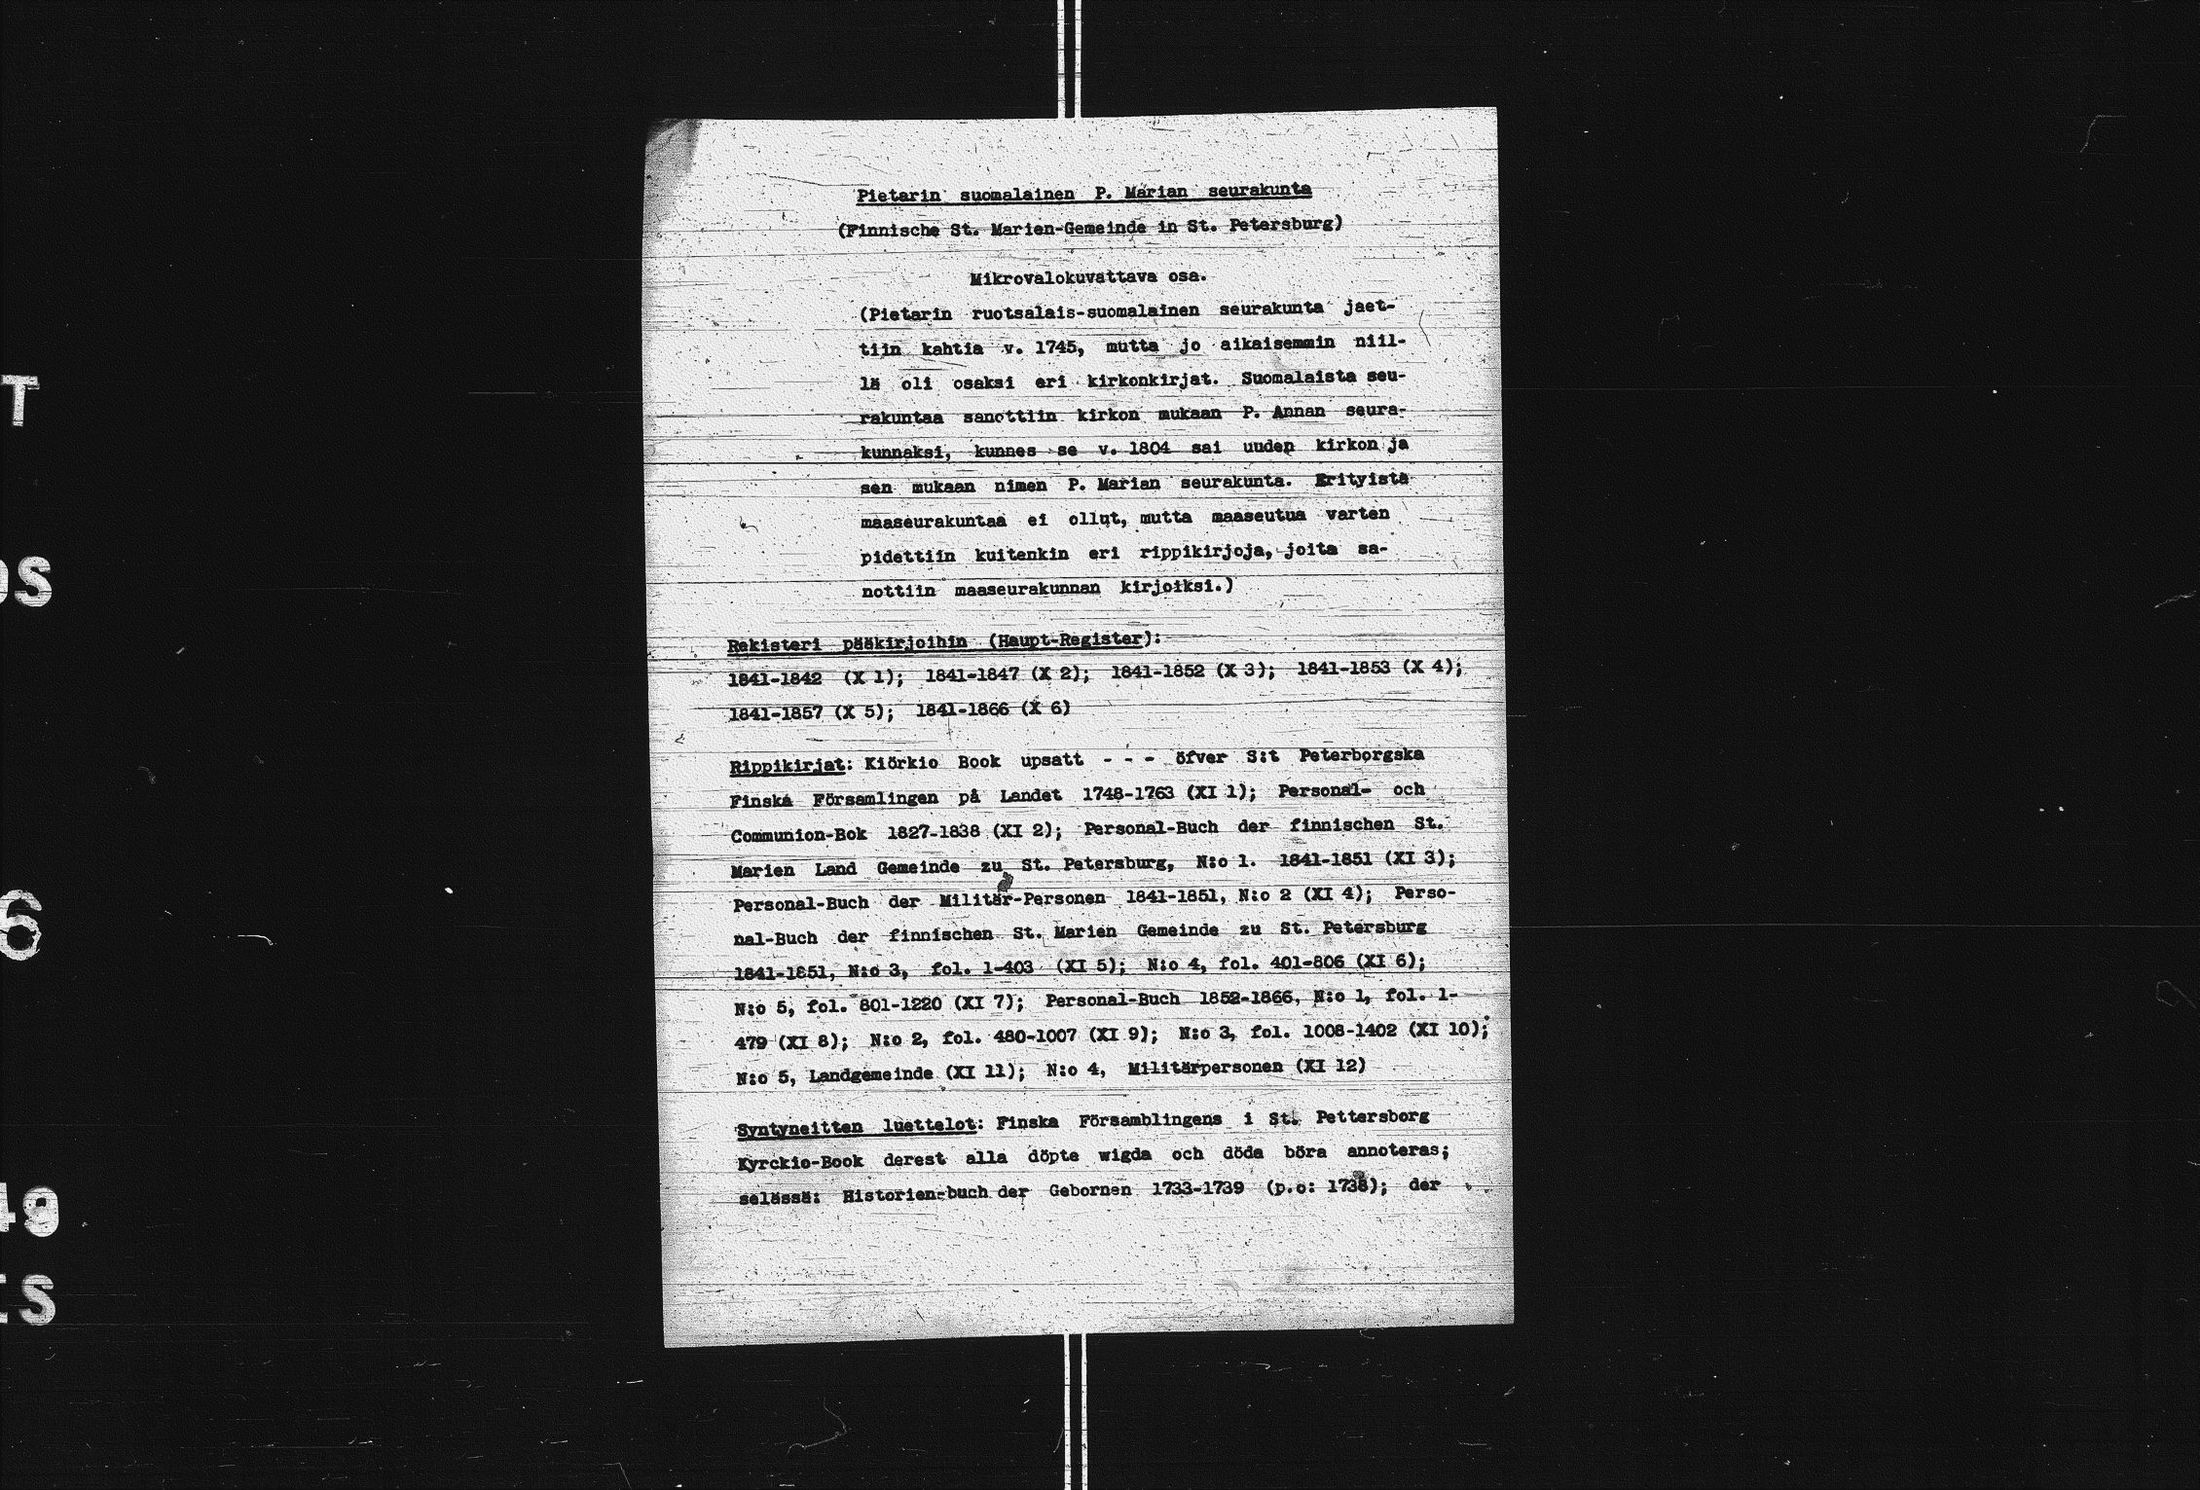 Pietarin suomalainen P. Marian seurakunta
(Finnische St. Marien-Gemeinde in St. Petersburg)
Mikrovalokuvattava osa.
(Pietarin ruotsalais-suomalainen seurakunta jaet-
tiin kahtia v. 1745, mutta jo aikaisemmin niil-
lä oli osaksi eri kirkonkirjat. Suomalaista seu-
rakuntaa sanottiin kirkon mukaan P. Annan seura-
kunnaksi, kunnes se v. 1804 sai uuden kirkon ja
sen mukaan nimen P. Marian seurakunta. Erityistä
maaseurakuntaa ei ollut, mutta maaseutua varten
pidettiin kuitenkin eri rippikirjoja, joita sa-
nottiin maaseurakunnan kirjoiksi.)
Rekisteri pääkirjoihin (Haupt-Register):
1841-1842 (X 1); 1841-1847 (X 2); 1841-1852 (X 3); 1841-1853 (X 4);
1841-1857 (X 5); 1841-1866 (X 6)
Rippikirjat: Kiörkio Book upsatt - - - öfver S:t Peterborgska
Finska Församlingen på Landet 1748-1763 (XI 1); Personal- och
Communion-Bok 1827-1838 (XI 2); Personal-Buch der finnischen St.
Marien Land Gemeinde zu St. Petersburg, N:o 1. 1841-1851 (XI 3);
Personal-Buch der Militär-Personen 1841-1851, N:o 2 (XI 4); Perso-
nal-Buch der finnischen St. Marien Gemeinde zu St. Petersburg
1841-1851, N:o 3, fol. 1-403 (XI 5); N:o 4, fol. 401-806 (XI 6);
N:o 5, fol. 801-1220 (XI 7); Personal-Buch 1852-1866, N:o 1, fol. 1-
479 (XI 8); N:o 2, fol. 480-1007 (XI 9); N:o 3, fol. 1008-1402 (XI 10);
N:o 5, Landgemeinde (XI 11); N:o 4, Militärpersonen (XI 12)
Syntyneitten luettelot: Finska Församblingens i St. Pettersborg
Kyrckio-Book derest alla döpte wigda och döda böra annoteras;
selässä: Historien-buch der Gebornen 1733-1739 (p.o: 1738); der
T
S
6
49
S